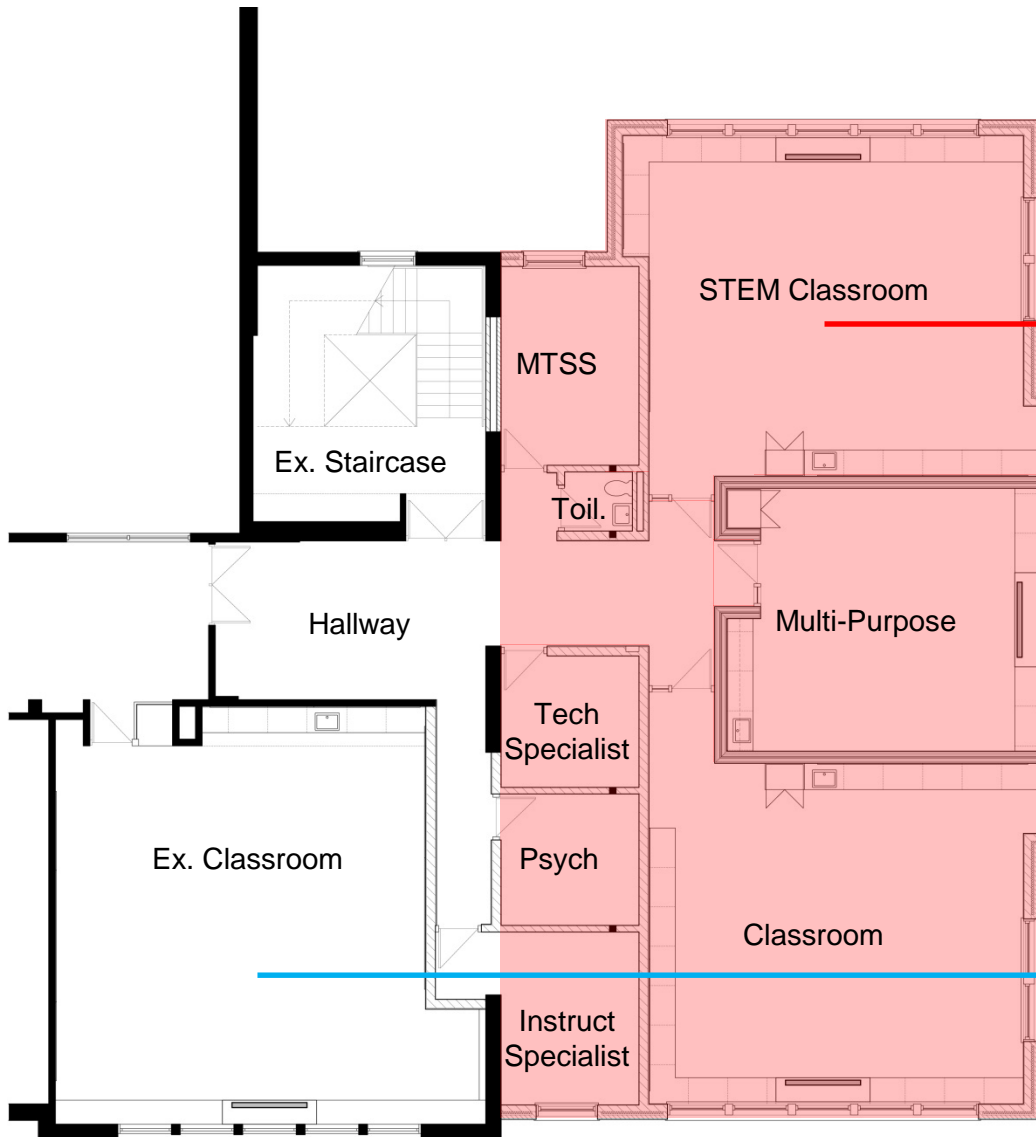 STEM Classroom
MTSS
Ex. Staircase
Toil.
Hallway
Multi-Purpose
Tech
Specialist
Ex. Classroom
Psych
Classroom
Instruct
Specialist